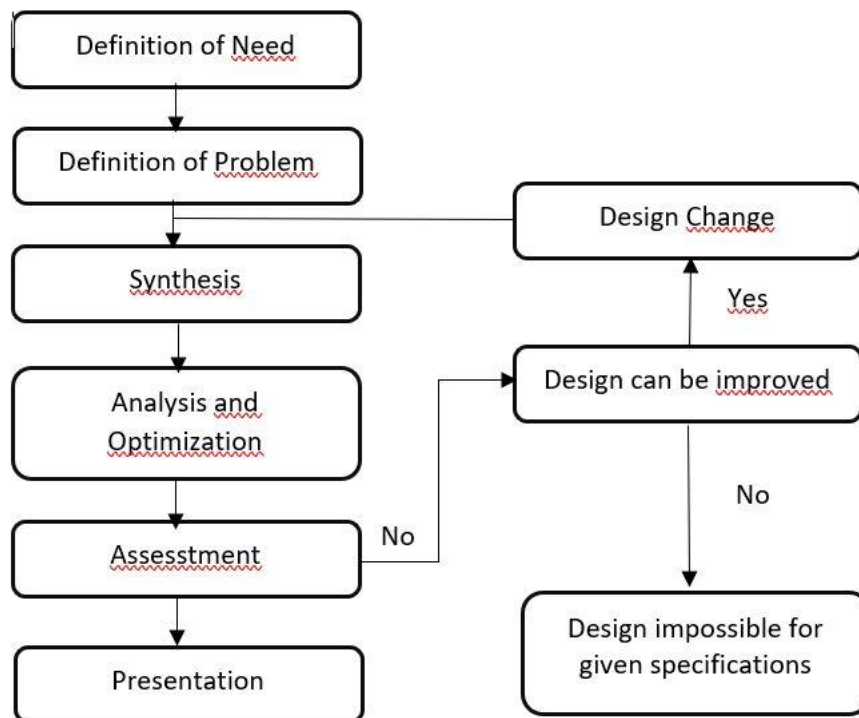 Definition of Need
Definition of Problem
Design Change
Synthesis
Yes
Design can be improved
Analysis and
Optimization
No
No
Assesstment
Design impossible for
given specifications
Presentation